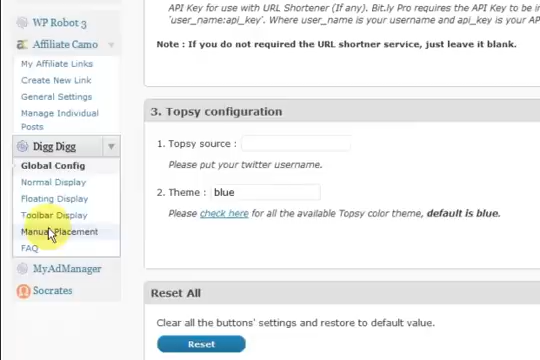 WP Robot 3
Affiliate Camo
My Affiliate Links
Create New Link
General Settings
Manage Individual
Posts
Digg Digg
Global Config
Normal Display
Floating Display
Toolbar Display
Manual Placement
FAQ
MyAdManager
Socrates
API Key for use with URL Shortener (If any). Bit.ly Pro requires the API Key to be in
'user_name:api_key'. Where user_name is your username and api_key is your AP
Note : If you do not required the URL shortner service, just leave it blank.
3. Topsy configuration
1. Topsy source :
Please put your twitter username.
2. Theme : blue
Please check here for all the available Topsy color theme, default is blue.
Reset All
Clear all the buttons' settings and restore to default value.
Reset